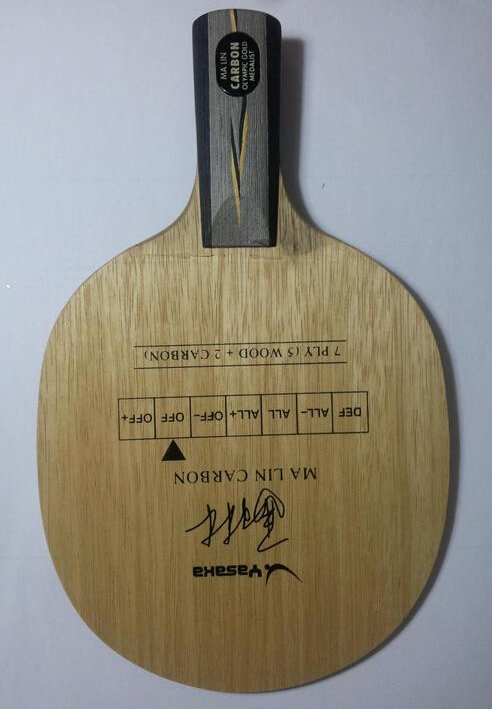 Yasaka
MA LIN CARBON
DEF ALL- ALL ALL+ OFF- OFF OFF+
7 PLY (5 WOOD + 2 CARBON)
MA LIN
CARBON
OLYMPIC GOLD
MEDALIST